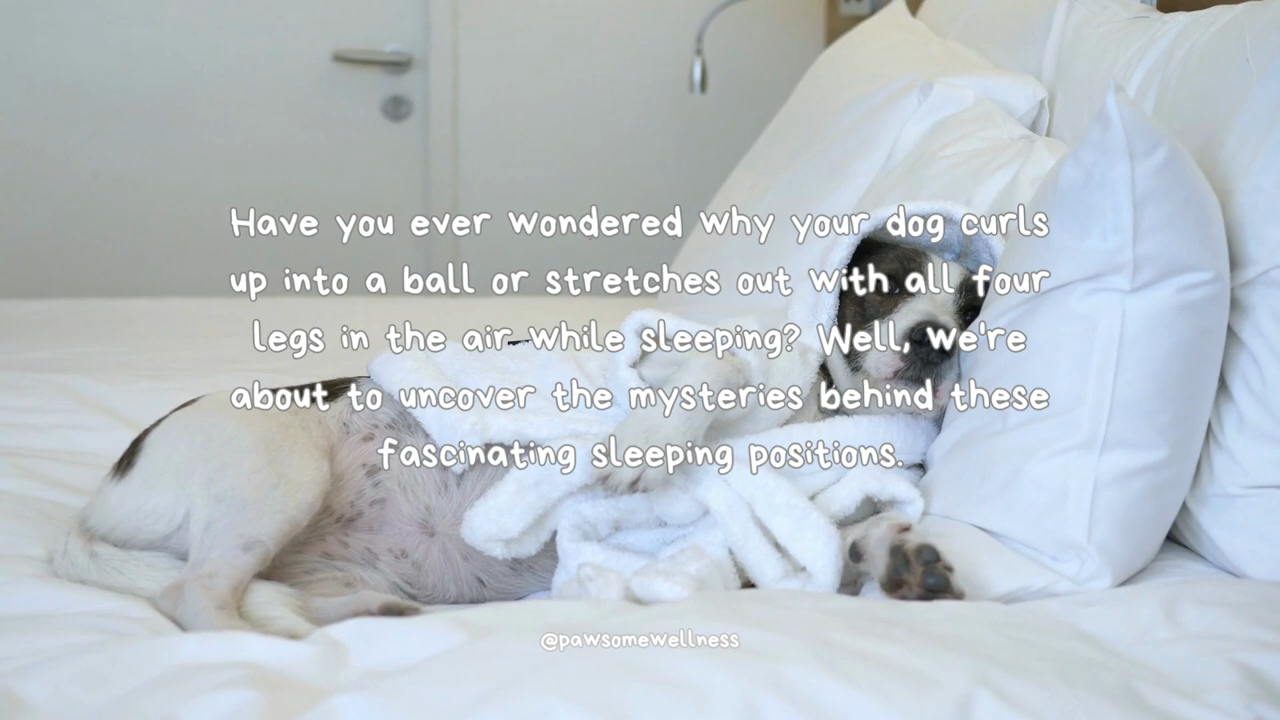 Have you ever wondered why your dog curls
up into a ball or stretches out with all four
legs in the air while sleeping? Well, we're
about to uncover the mysteries behind these
fascinating sleeping positions.
@pawsomewellness